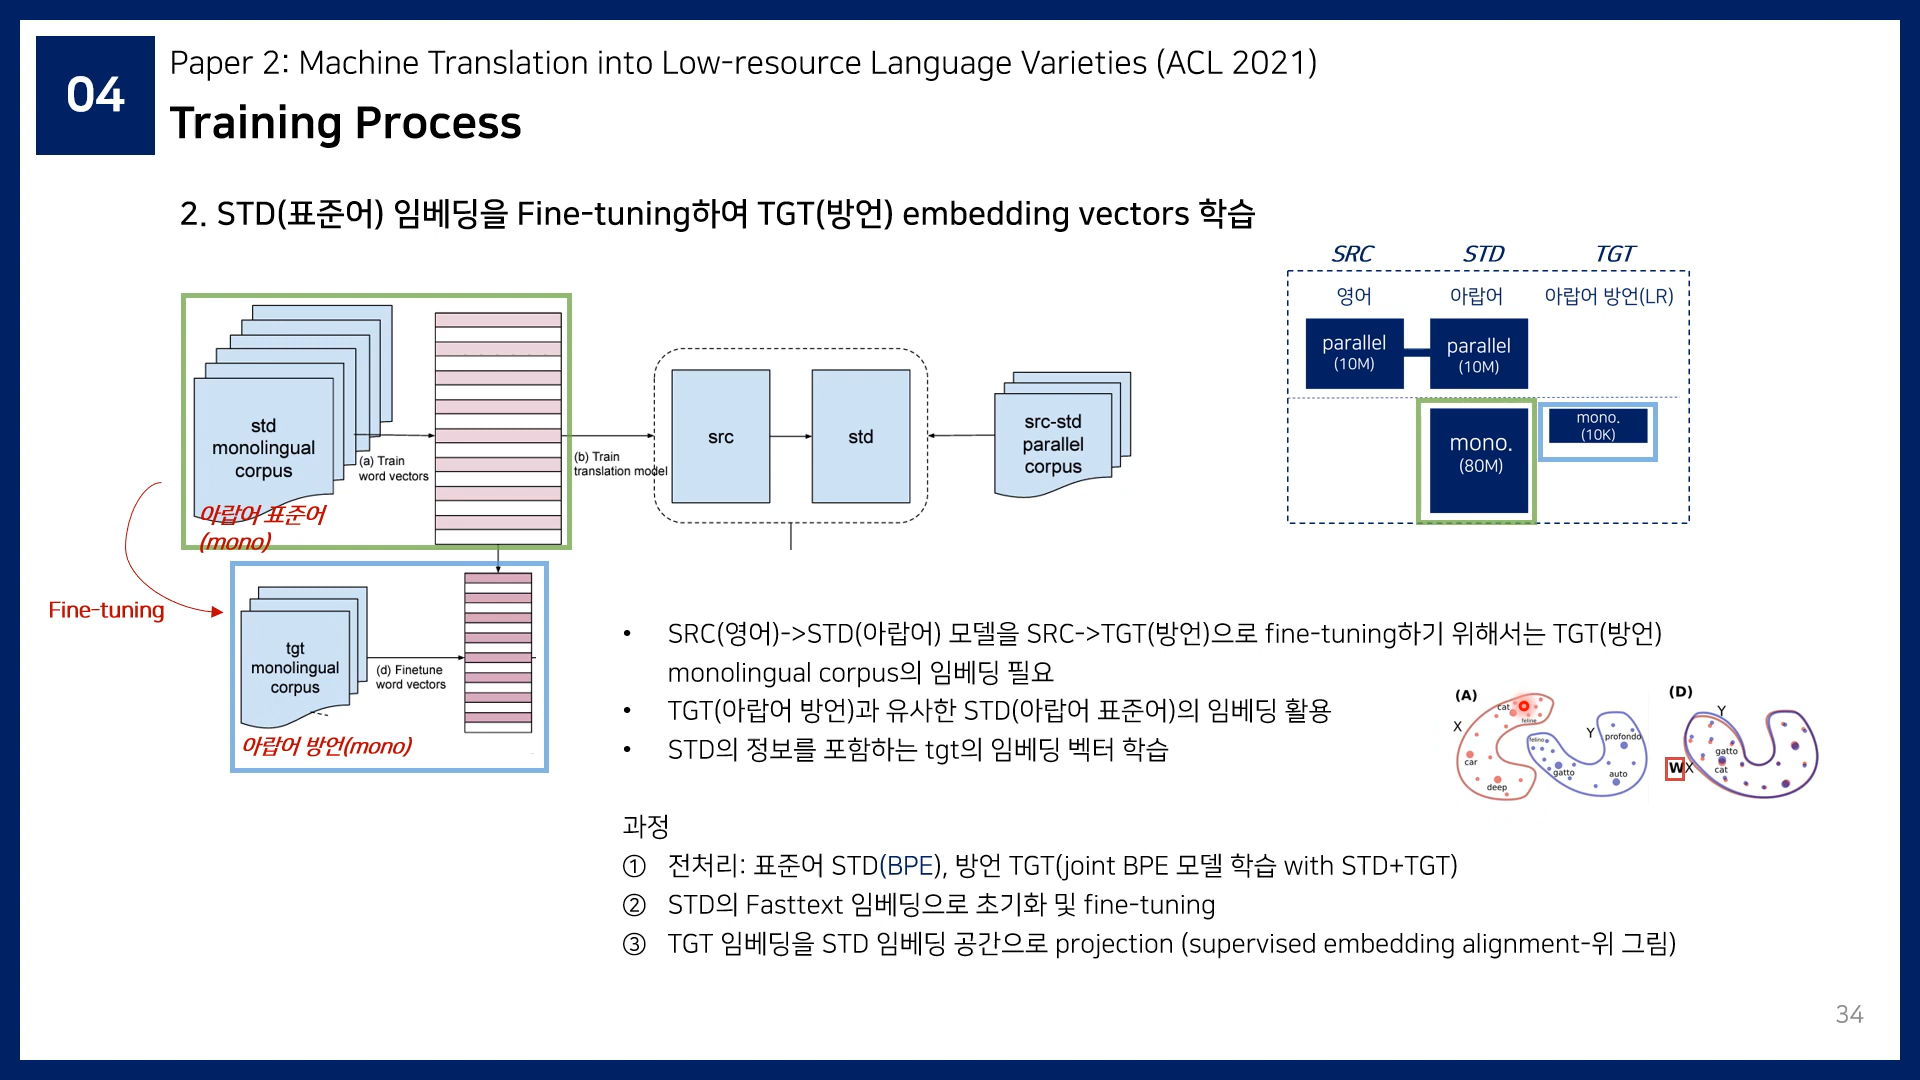 04
Paper 2: Machine Translation into Low-resource Language Varieties (ACL 2021)
Training Process
2. STD(표준어) 임베딩을 Fine-tuning하여 TGT(방언) embedding vectors 학습
SRC STD TGT
영어 아랍어 아랍어 방언(LR)
parallel
(10M)
parallel
(10M)
mono.
(80M)
mono.
(10K)
std
monolingual
corpus
(a) Train
word vectors
아랍어 표준어
(mono)
(b) Train
translation model
src
std
src-std
parallel
corpus
Fine-tuning
tgt
monolingual
corpus
(d) Finetune
word vectors
아랍어 방언(mono)
• SRC(영어)->STD(아랍어) 모델을 SRC->TGT(방언)으로 fine-tuning하기 위해서는 TGT(방언)
monolingual corpus의 임베딩 필요
• TGT(아랍어 방언)과 유사한 STD(아랍어 표준어)의 임베딩 활용
• STD의 정보를 포함하는 tgt의 임베딩 벡터 학습
(A)
X
cat
feline
car
deep
Y
felino
profondo
gatto
auto
(D)
Y
gatto
cat
WX
과정
① 전처리: 표준어 STD(BPE), 방언 TGT(joint BPE 모델 학습 with STD+TGT)
② STD의 Fasttext 임베딩으로 초기화 및 fine-tuning
③ TGT 임베딩을 STD 임베딩 공간으로 projection (supervised embedding alignment-위 그림)
34